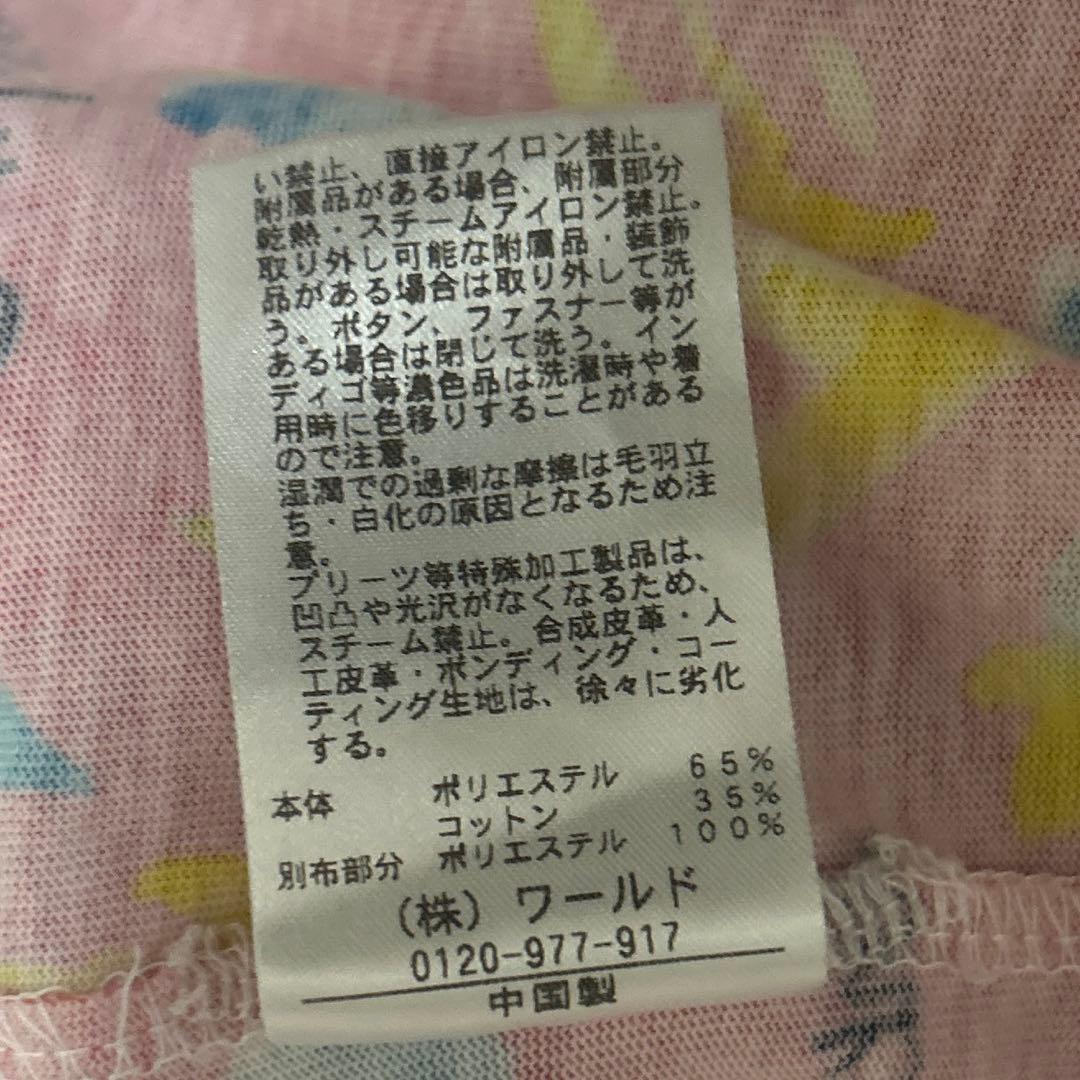 い禁止、直接アイロン禁止。
附属品がある場合、附属部分
乾熱・スチームアイロン禁止。
取り外し可能な附属品・装飾
品がある場合は取り外して洗
う。ボタン、ファスナー等が
ある場合は閉じて洗う。イン
ディゴ等濃色品は洗濯時や着
用時に色移りすることがある
ので注意。
湿潤での過剰な摩擦は毛羽立
ち・白化の原因となるため注
意。
プリーツ等特殊加工製品は、
凹凸や光沢がなくなるため、
スチーム禁止。合成皮革・人
工皮革・ボンディング・コー
ティング生地は、徐々に劣化
する。
本体 ポリエステル 65%
コットン 35%
別布部分 ポリエステル 100%
(株) ワールド
0120-977-917
中国製